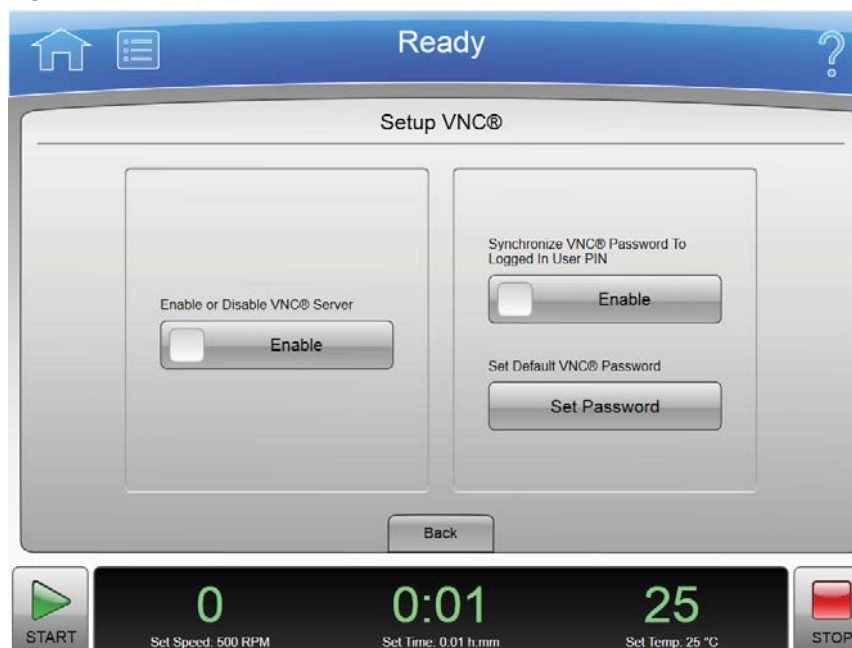 Ready
Setup VNC®
Enable or Disable VNC® Server
Enable
Synchronize VNC® Password To
Logged In User PIN
Enable
Set Default VNC® Password
Set Password
Back
START
0
Set Speed: 500 RPM
0:01
Set Time: 0:01 h:mm
25
Set Temp: 25 °C
STOP